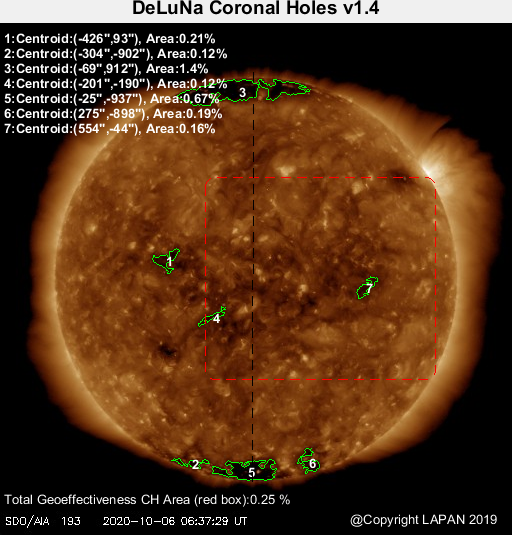 DeLuNa Coronal Holes v1.4
1:Centroid:(-426",93"), Area:0.21%
2:Centroid:(-304",-902"), Area:0.12%
3:Centroid:(-69",912"), Area:1.4%
4:Centroid:(-201",-190"), Area:0.12%
5:Centroid:(-25",-937"), Area:0.67%
6:Centroid:(275",-898"), Area:0.19%
7:Centroid:(554",-44"), Area:0.16%
3
1
7
4
2
5
6
Total Geoeffectiveness CH Area (red box):0.25 %
SDO/AIA 193 2020-10-06 06:37:29 UT
@Copyright LAPAN 2019